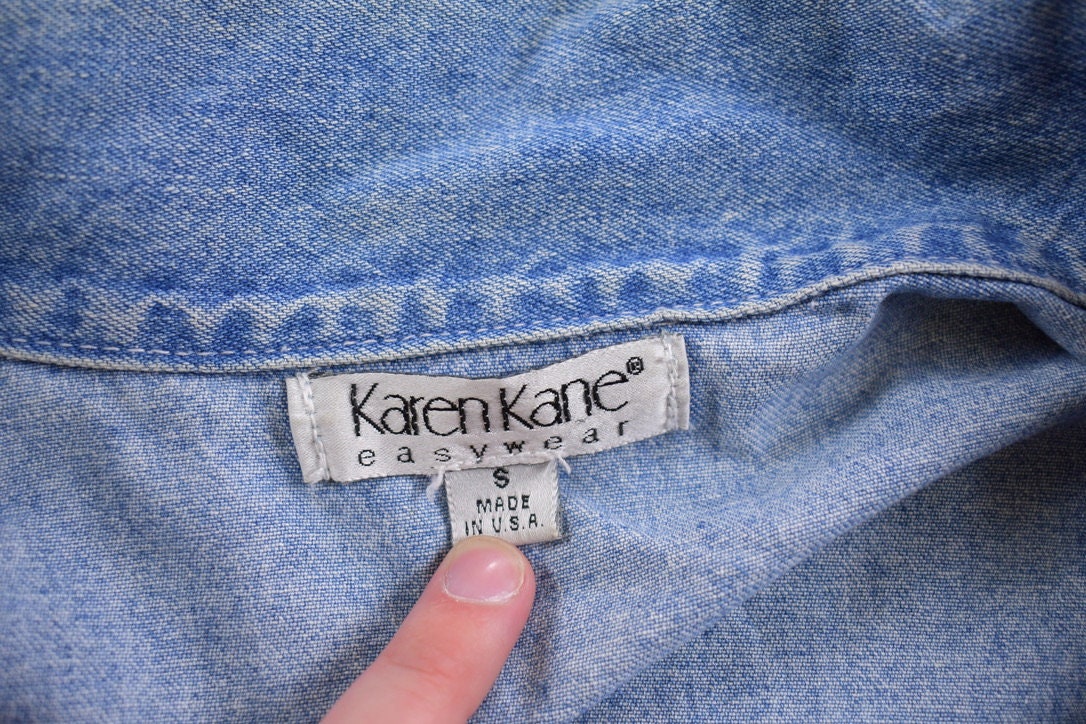 Karen Kane®
easywear
S
MADE
IN U.S.A.